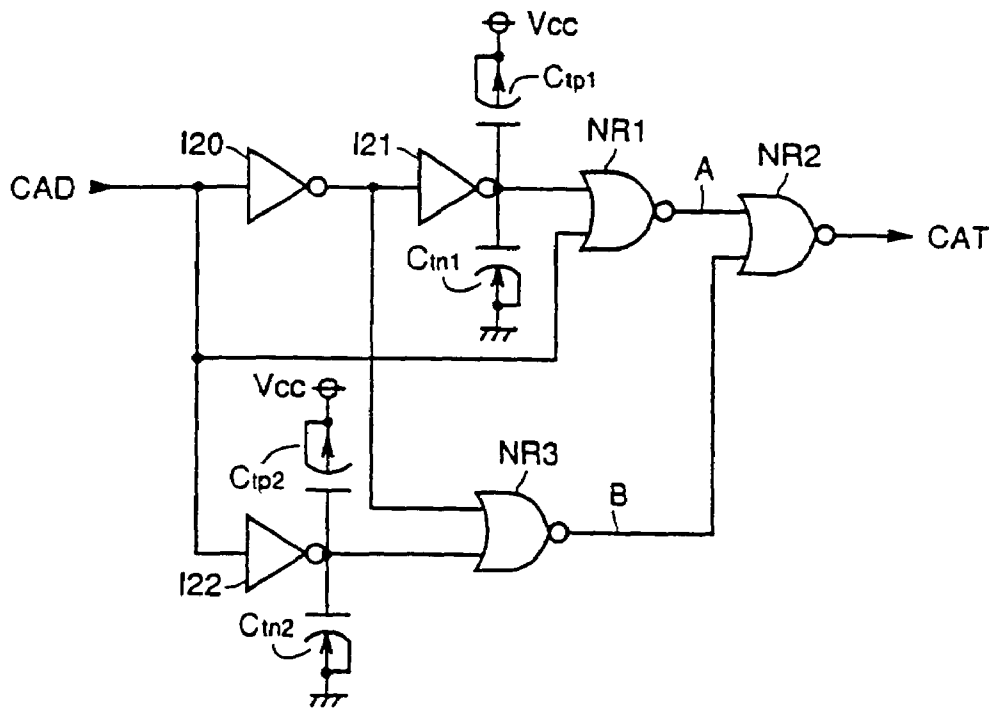 Vcc
Ctp1
I20
I21
NR1
NR2
CAD
A
CAT
Ctn1
Vcc
Ctp2
NR3
B
I22
Ctn2